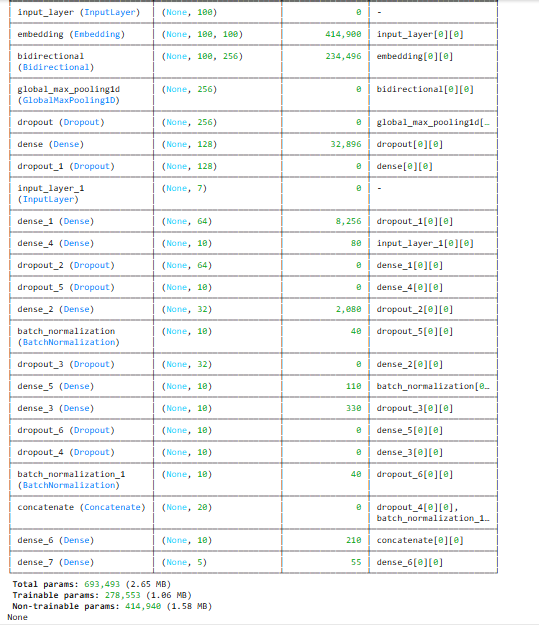 input_layer (InputLayer) (None, 100) 0 -
embedding (Embedding) (None, 100, 100) 414,900 input_layer[0][0]
bidirectional (None, 100, 256) 234,496 embedding[0][0]
(Bidirectional)
global_max_pooling1d (None, 256) 0 bidirectional[0][0]
(GlobalMaxPooling1D)
dropout (Dropout) (None, 256) 0 global_max_pooling1d[…
dense (Dense) (None, 128) 32,896 dropout[0][0]
dropout_1 (Dropout) (None, 128) 0 dense[0][0]
input_layer_1 (None, 7) 0 -
(InputLayer)
dense_1 (Dense) (None, 64) 8,256 dropout_1[0][0]
dense_4 (Dense) (None, 10) 80 input_layer_1[0][0]
dropout_2 (Dropout) (None, 64) 0 dense_1[0][0]
dropout_5 (Dropout) (None, 10) 0 dense_4[0][0]
dense_2 (Dense) (None, 32) 2,080 dropout_2[0][0]
batch_normalization (None, 10) 40 dropout_5[0][0]
(BatchNormalization)
dropout_3 (Dropout) (None, 32) 0 dense_2[0][0]
dense_5 (Dense) (None, 10) 110 batch_normalization[0…
dense_3 (Dense) (None, 10) 330 dropout_3[0][0]
dropout_6 (Dropout) (None, 10) 0 dense_5[0][0]
dropout_4 (Dropout) (None, 10) 0 dense_3[0][0]
batch_normalization_1 (None, 10) 40 dropout_6[0][0]
(BatchNormalization)
concatenate (Concatenate) (None, 20) 0 dropout_4[0][0],
batch_normalization_1…
dense_6 (Dense) (None, 10) 210 concatenate[0][0]
dense_7 (Dense) (None, 5) 55 dense_6[0][0]
Total params: 693,493 (2.65 MB)
Trainable params: 278,553 (1.06 MB)
Non-trainable params: 414,940 (1.58 MB)
None